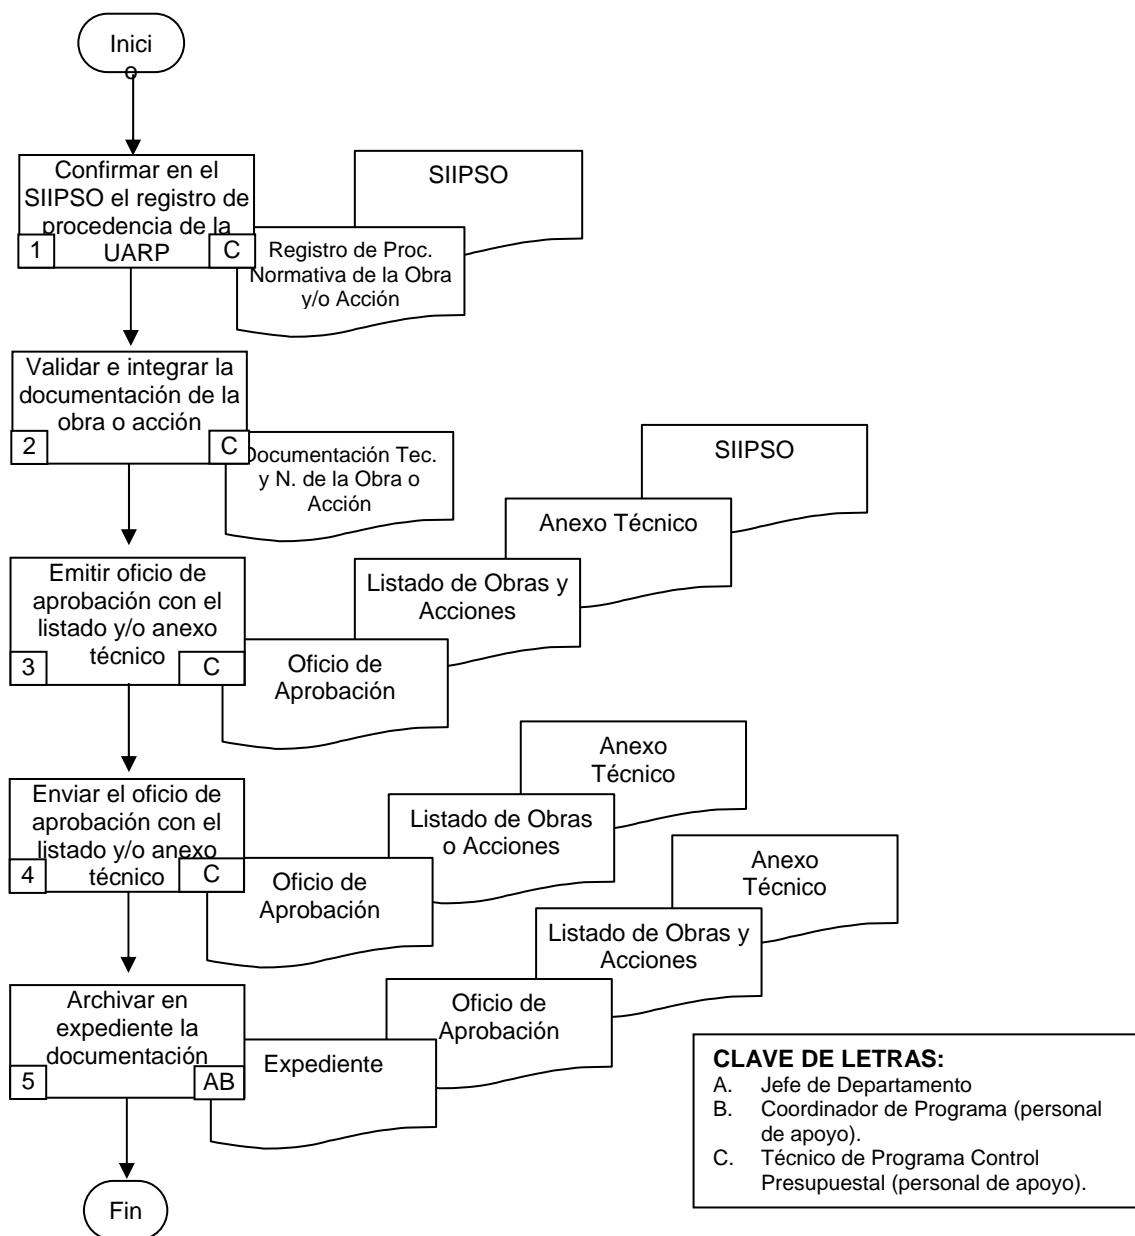 Inici
o
Confirmar en el
SIIPSO el registro de
procedencia de la
UARP
1
C
SIIPSO
Registro de Proc.
Normativa de la Obra
y/o Acción
Validar e integrar la
documentación de la
obra o acción
2
C
Documentación Tec.
y N. de la Obra o
Acción
SIIPSO
Anexo Técnico
Listado de Obras y
Acciones
Emitir oficio de
aprobación con el
listado y/o anexo
técnico
3
C
Oficio de
Aprobación
Anexo
Técnico
Listado de Obras
o Acciones
Enviar el oficio de
aprobación con el
listado y/o anexo
técnico
4
C
Oficio de
Aprobación
Anexo
Técnico
Listado de Obras y
Acciones
Oficio de
Aprobación
Archivar en
expediente la
documentación
5
AB
Expediente
Fin
CLAVE DE LETRAS:
A. Jefe de Departamento
B. Coordinador de Programa (personal
de apoyo).
C. Técnico de Programa Control
Presupuestal (personal de apoyo).